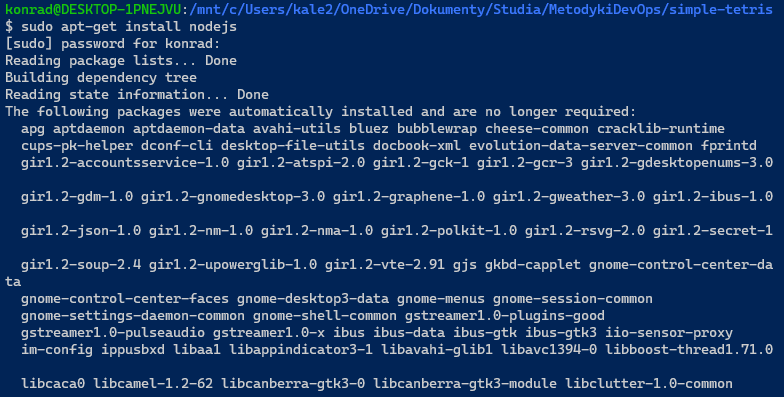 konrad@DESKTOP-1PNEJVU:/mnt/c/Users/kale2/OneDrive/Dokumenty/Studia/MetodykiDevOps/simple-tetris
$ sudo apt-get install nodejs
[sudo] password for konrad:
Reading package lists... Done
Building dependency tree
Reading state information... Done
The following packages were automatically installed and are no longer required:
apg aptdaemon aptdaemon-data avahi-utils bluez bubblewrap cheese-common cracklib-runtime
cups-pk-helper dconf-cli desktop-file-utils docbook-xml evolution-data-server-common fprintd
gir1.2-accountsservice-1.0 gir1.2-atspi-2.0 gir1.2-gck-1 gir1.2-gcr-3 gir1.2-gdesktopenums-3.0
gir1.2-gdm-1.0 gir1.2-gnomedesktop-3.0 gir1.2-graphene-1.0 gir1.2-gweather-3.0 gir1.2-ibus-1.0
gir1.2-json-1.0 gir1.2-nm-1.0 gir1.2-nma-1.0 gir1.2-polkit-1.0 gir1.2-rsvg-2.0 gir1.2-secret-1
gir1.2-soup-2.4 gir1.2-upowerglib-1.0 gir1.2-vte-2.91 gjs gkbd-capplet gnome-control-center-da
ta
gnome-control-center-faces gnome-desktop3-data gnome-menus gnome-session-common
gnome-settings-daemon-common gnome-shell-common gstreamer1.0-plugins-good
gstreamer1.0-pulseaudio gstreamer1.0-x ibus ibus-data ibus-gtk ibus-gtk3 iio-sensor-proxy
im-config ippusbxd libaa1 libappindicator3-1 libavahi-glib1 libavc1394-0 libboost-thread1.71.0
libcaca0 libcamel-1.2-62 libcanberra-gtk3-0 libcanberra-gtk3-module libclutter-1.0-common